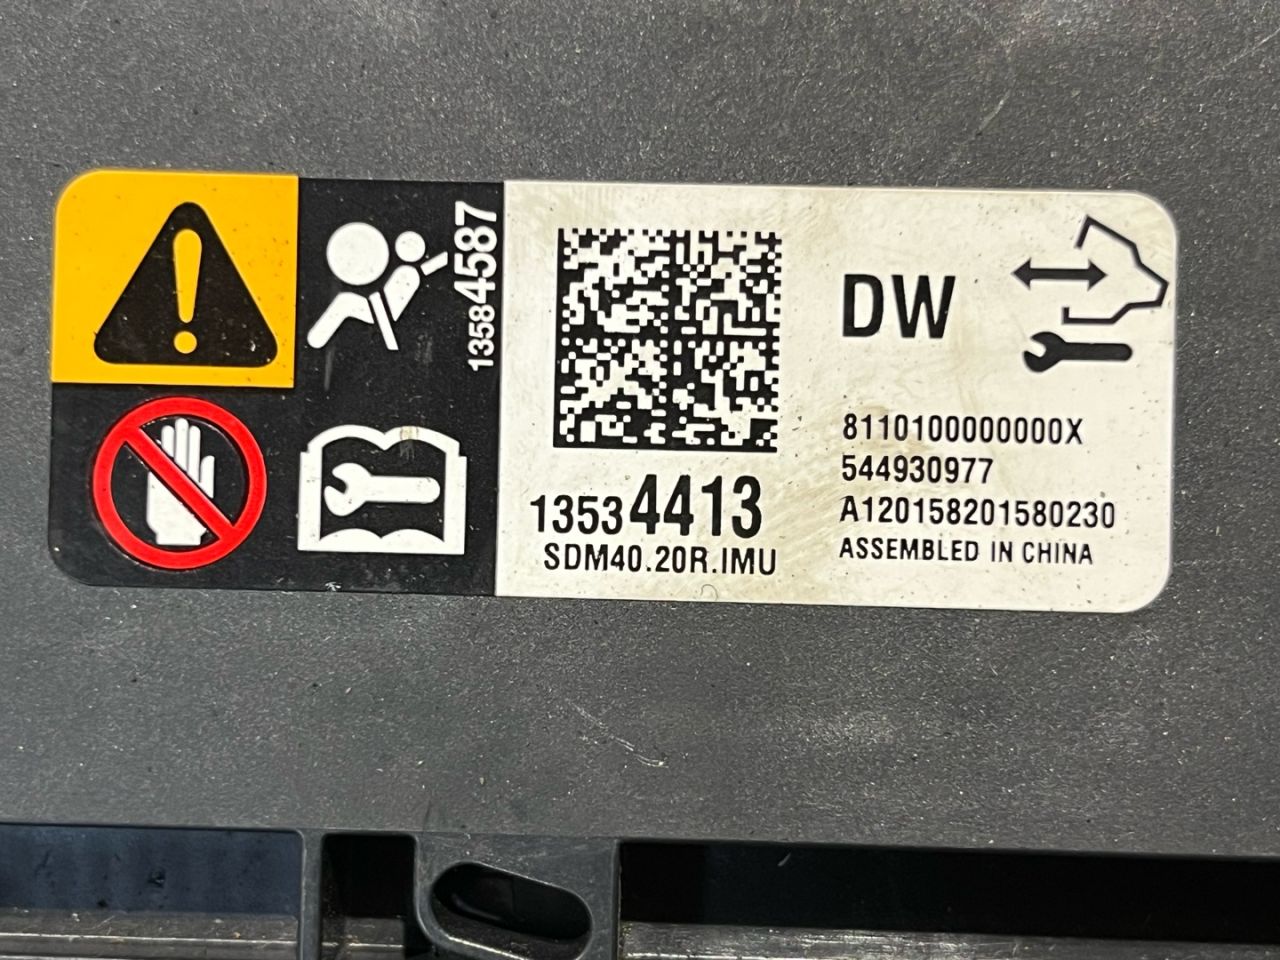 13584587
DW
13534413
SDM40.20R.IMU
8110100000000X
544930977
A120158201580230
ASSEMBLED IN CHINA